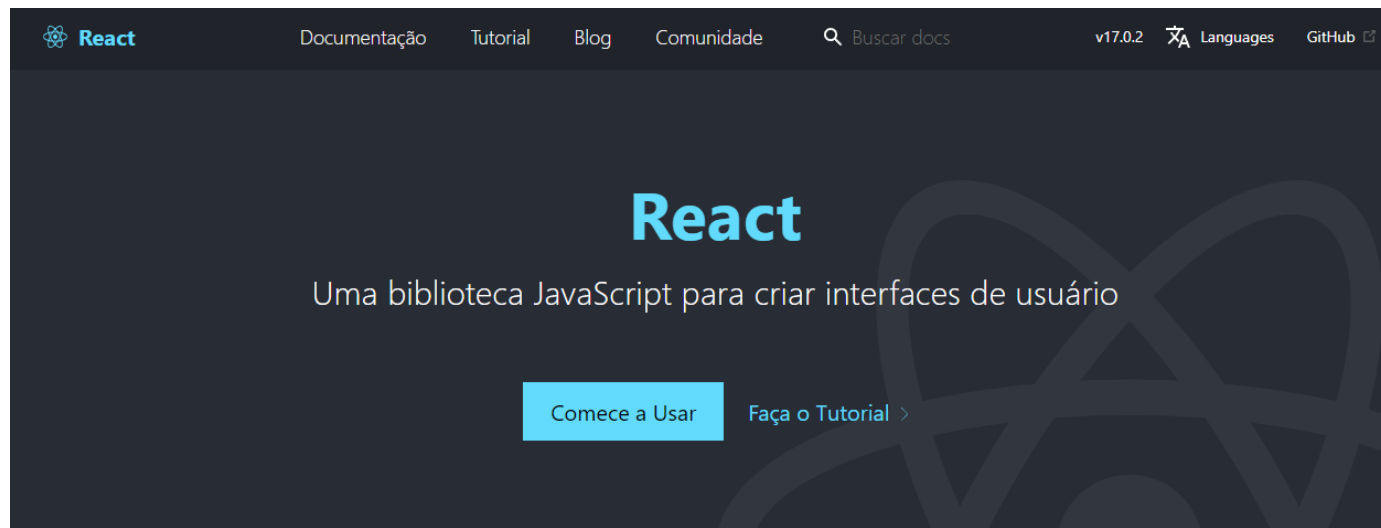 React Documentação Tutorial Blog Comunidade Buscar docs v17.0.2 Languages GitHub
React
Uma biblioteca JavaScript para criar interfaces de usuário
Comece a Usar Faça o Tutorial >